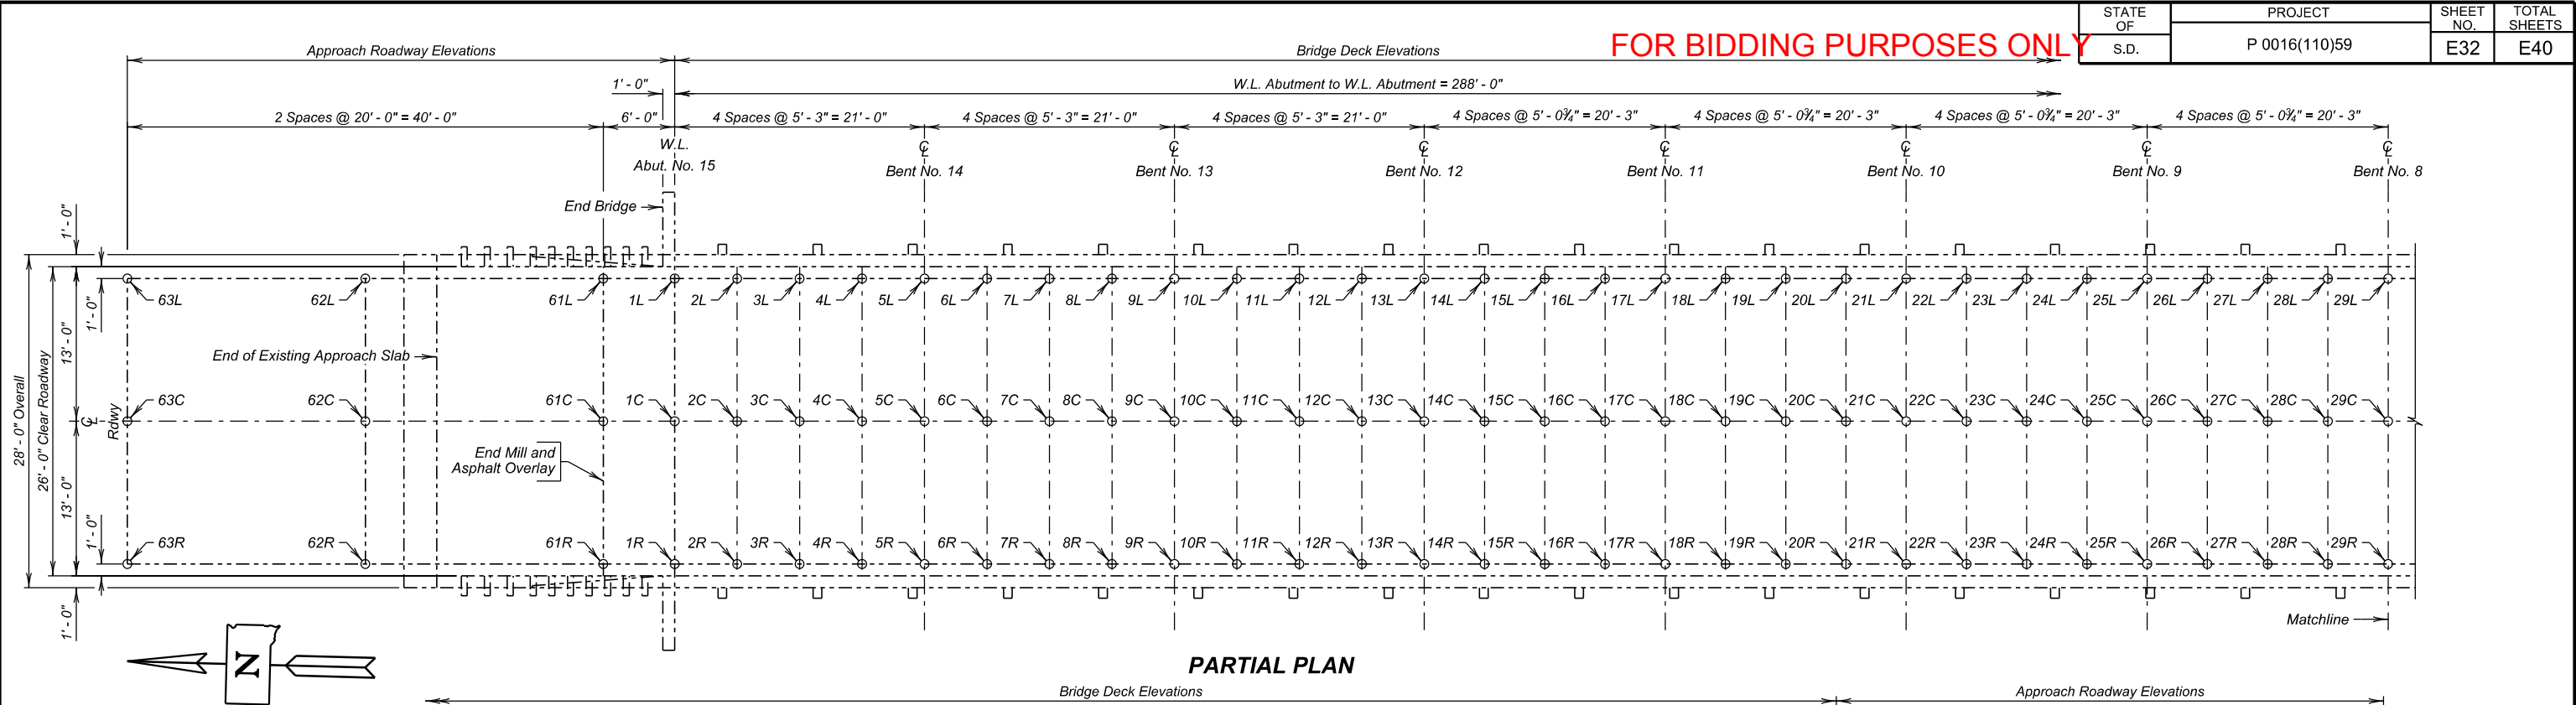 STATE OF
S.D.
PROJECT
P 0016(110)59
SHEET NO.
E32
TOTAL SHEETS
E40
FOR BIDDING PURPOSES ONLY
Approach Roadway Elevations
Bridge Deck Elevations
1' - 0"
W.L. Abutment to W.L. Abutment = 288' - 0"
2 Spaces @ 20' - 0" = 40' - 0"
6' - 0"
4 Spaces @ 5' - 3" = 21' - 0"
4 Spaces @ 5' - 3" = 21' - 0"
4 Spaces @ 5' - 3" = 21' - 0"
4 Spaces @ 5' - 0¾" = 20' - 3"
4 Spaces @ 5' - 0¾" = 20' - 3"
4 Spaces @ 5' - 0¾" = 20' - 3"
4 Spaces @ 5' - 0¾" = 20' - 3"
W.L.
Abut. No. 15
℄
Bent No. 14
℄
Bent No. 13
℄
Bent No. 12
℄
Bent No. 11
℄
Bent No. 10
℄
Bent No. 9
℄
Bent No. 8
End Bridge
1' - 0"
63L 62L 61L 1L 2L 3L 4L 5L 6L 7L 8L 9L 10L 11L 12L 13L 14L 15L 16L 17L 18L 19L 20L 21L 22L 23L 24L 25L 26L 27L 28L 29L
1' - 0"
13' - 0"
End of Existing Approach Slab
28' - 0" Overall
26' - 0" Clear Roadway
℄
Rdwy
63C 62C 61C 1C 2C 3C 4C 5C 6C 7C 8C 9C 10C 11C 12C 13C 14C 15C 16C 17C 18C 19C 20C 21C 22C 23C 24C 25C 26C 27C 28C 29C
End Mill and
Asphalt Overlay
13' - 0"
1' - 0"
63R 62R 61R 1R 2R 3R 4R 5R 6R 7R 8R 9R 10R 11R 12R 13R 14R 15R 16R 17R 18R 19R 20R 21R 22R 23R 24R 25R 26R 27R 28R 29R
1' - 0"
Matchline
N
PARTIAL PLAN
Bridge Deck Elevations
Approach Roadway Elevations